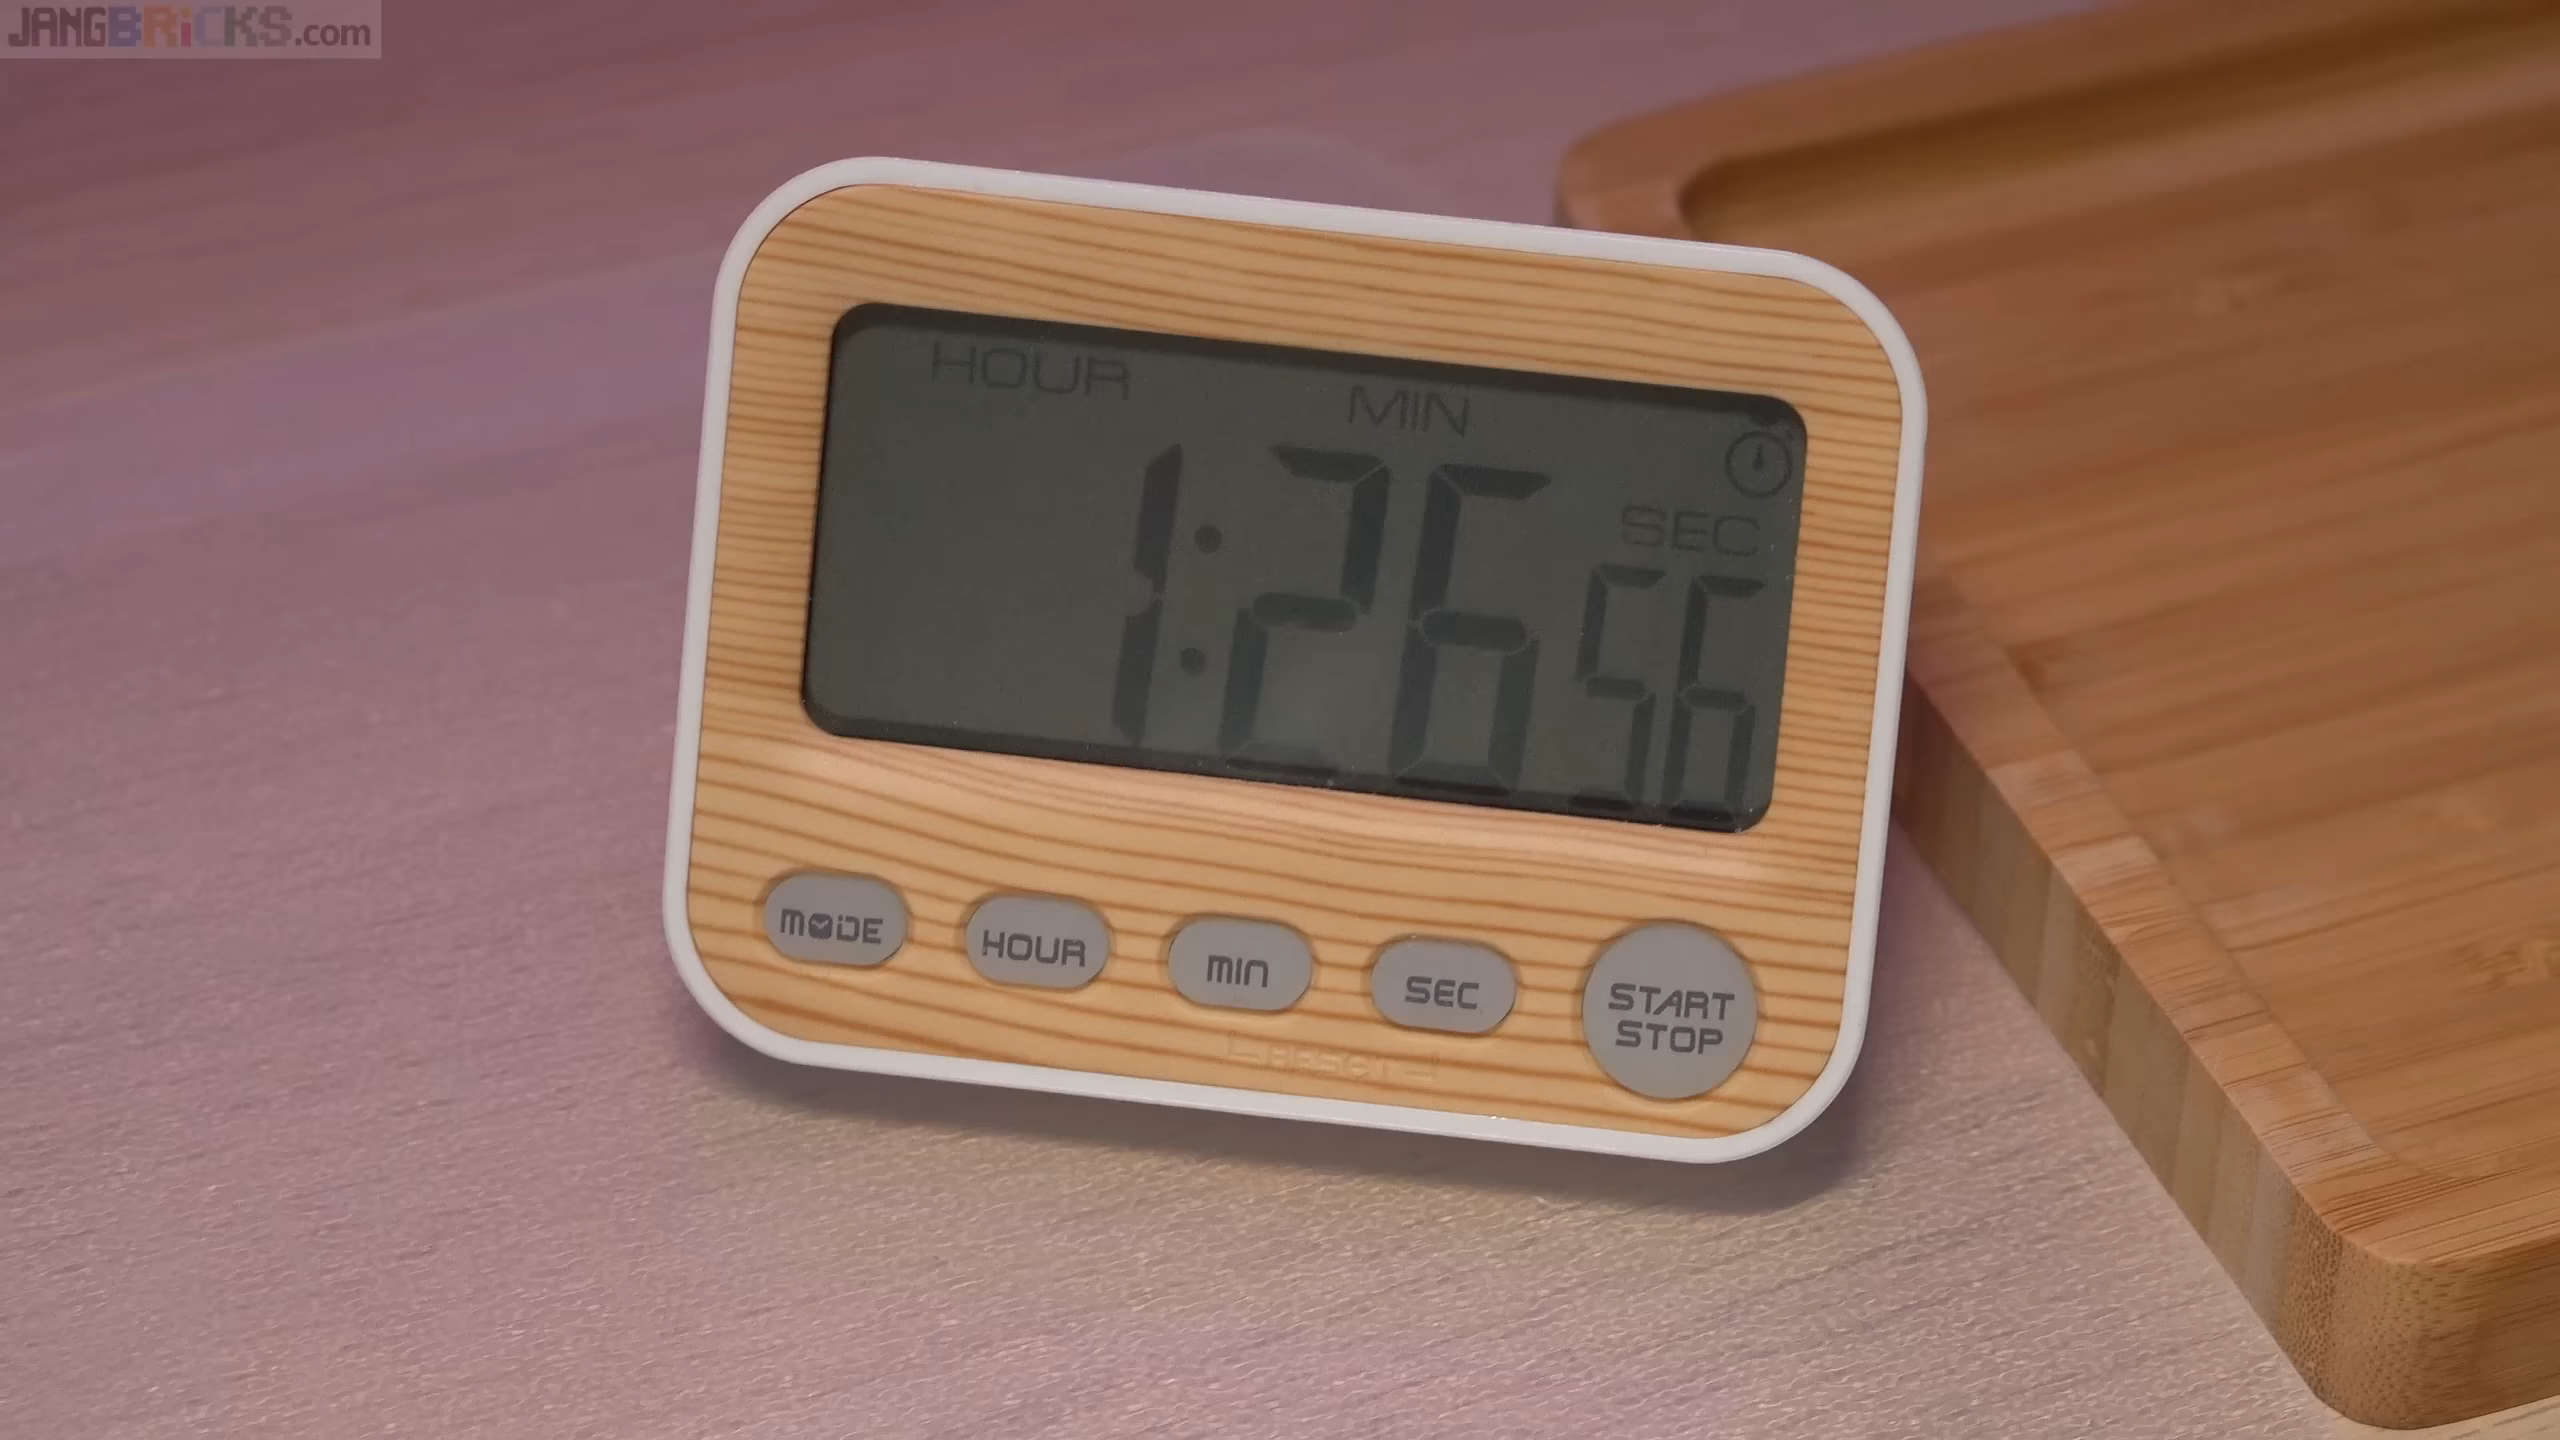 JANGBRiCKS.com
HOUR MIN
SEC
1:26 56
MODE HOUR MIN SEC START
STOP